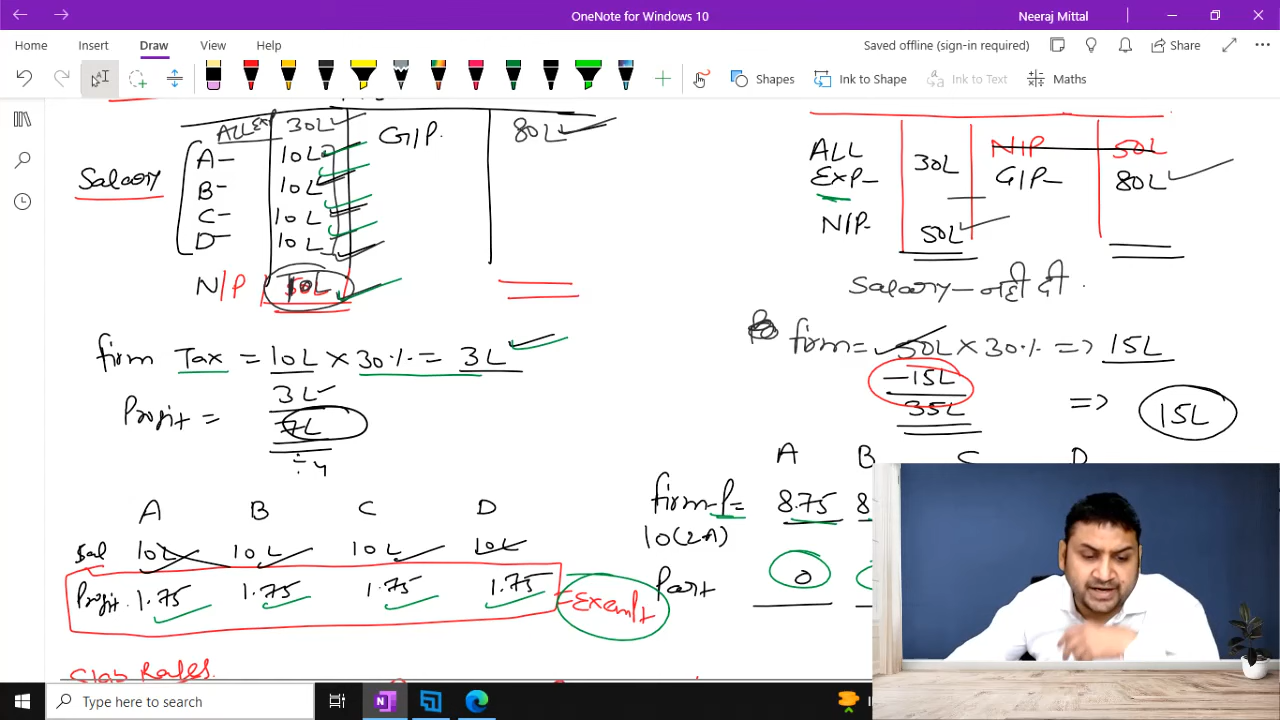 OneNote for Windows 10
Neeraj Mittal
Home Insert Draw View Help
Saved offline (sign-in required)
Share
Shapes
Ink to Shape
Ink to Text
Maths
ALL EXP 30L G/P. 80L
Salary
A- 10L
B- 10L
C- 10L
D- 10L
N/P 10L
firm Tax = 10L × 30% = 3L
3L
Profit = 7L
÷ 4
A B C D
Sal 10L 10L 10L 10L
Profit. 1.75 1.75 1.75 1.75 = Exempt
Slab Rates.
ALL EXP- 30L
N/P 50L
G/P- 80L
N/P- 50L
Salary - नही दी
firm = 50L × 30% => 15L
-15L
35L
=> 15L
A B C D
firm-P= 8.75 8
10(2A)
Part 0
Type here to search